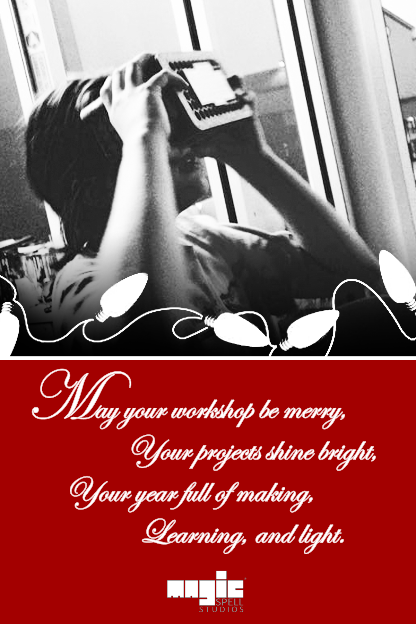 May your workshop be merry,
Your projects shine bright,
Your year full of making,
Learning, and light.
magic
SPELL
STUDIOS